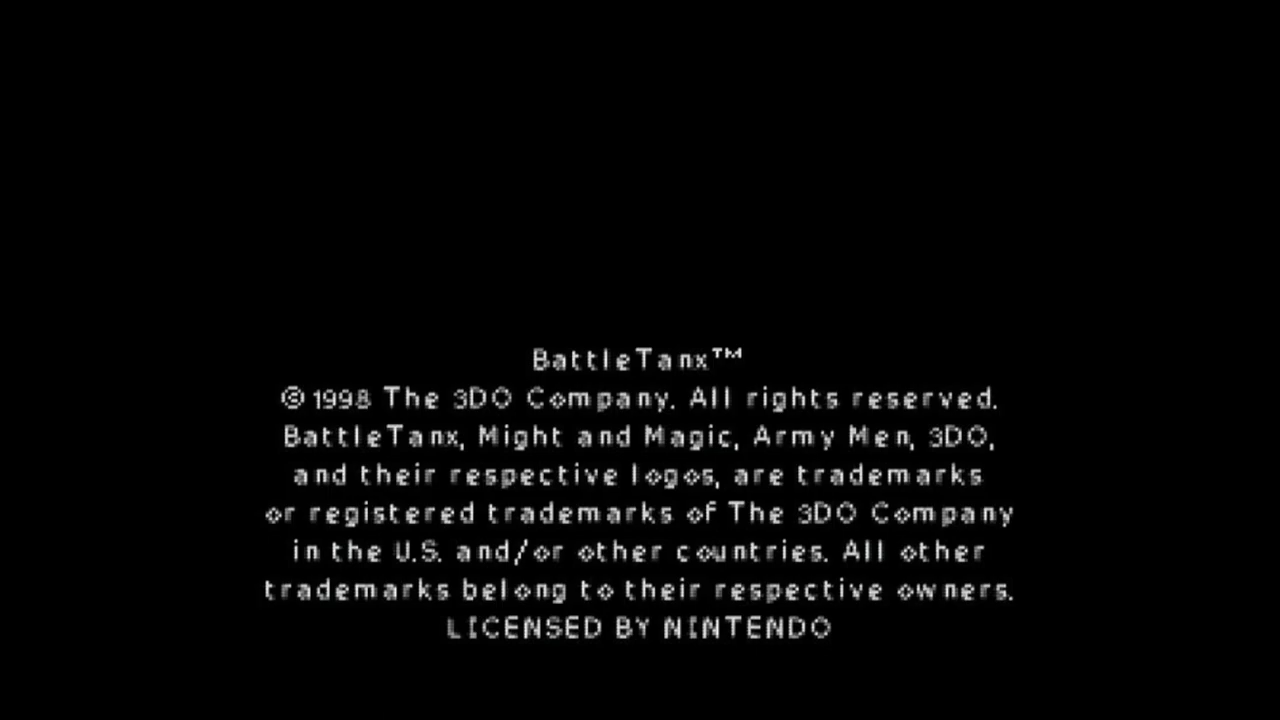 BattleTanx™
© 1998 The 3DO Company. All rights reserved.
BattleTanx, Might and Magic, Army Men, 3DO,
and their respective logos, are trademarks
or registered trademarks of The 3DO Company
in the U.S. and/or other countries. All other
trademarks belong to their respective owners.
LICENSED BY NINTENDO